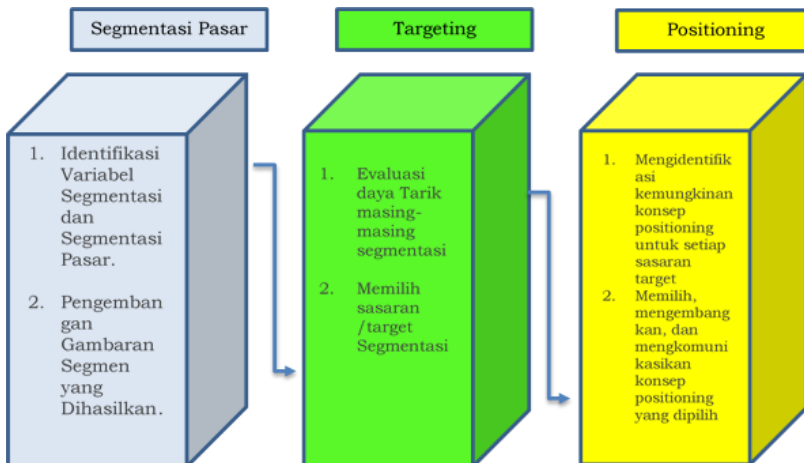 Segmentasi Pasar
Targeting
Positioning
1. Identifikasi
Variabel
Segmentasi
dan
Segmentasi
Pasar.
2. Pengemban
gan
Gambaran
Segmen
yang
Dihasilkan.
1. Evaluasi
daya Tarik
masing-
masing
segmentasi
2. Memilih
sasaran
/target
Segmentasi
1. Mengidentifik
asi
kemungkinan
konsep
positioning
untuk setiap
sasaran
target
2. Memilih,
mengembang
kan, dan
mengkomuni
kasikan
konsep
positioning
yang dipilih